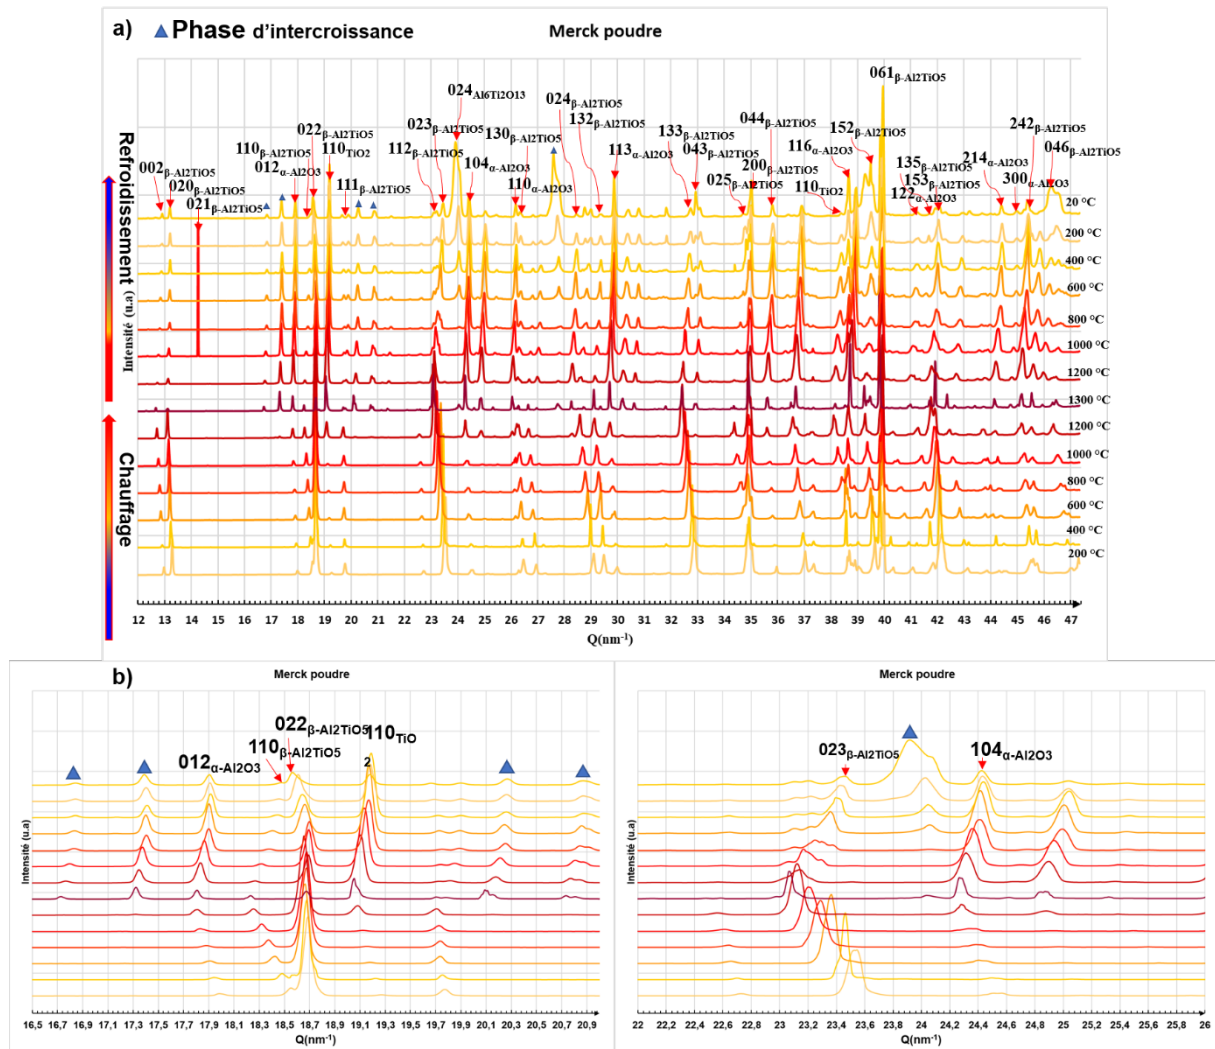 a) Phase d'intercroissance
Merck poudre
061β-Al2TiO5
024Al6Ti2O13
024β-Al2TiO5
022β-Al2TiO5
023β-Al2TiO5
132β-Al2TiO5
044β-Al2TiO5
242β-Al2TiO5
110β-Al2TiO5
110TiO2
112β-Al2TiO5
130β-Al2TiO5
133β-Al2TiO5
152β-Al2TiO5
046β-Al2TiO5
002β-Al2TiO5
012α-Al2O3
104α-Al2O3
113α-Al2O3
043β-Al2TiO5
116α-Al2O3
135β-Al2TiO5
214α-Al2O3
020β-Al2TiO5
111β-Al2TiO5
110α-Al2O3
025β-Al2TiO5
200β-Al2TiO5
110TiO2
153β-Al2TiO5
122α-Al2O3
300α-Al2O3
021β-Al2TiO5
Refroidissement
Intensité (u.a)
Chauffage
20 °C
200 °C
400 °C
600 °C
800 °C
1000 °C
1200 °C
1300 °C
1200 °C
1000 °C
800 °C
600 °C
400 °C
200 °C
12 13 14 15 16 17 18 19 20 21 22 23 24 25 26 27 28 29 30 31 32 33 34 35 36 37 38 39 40 41 42 43 44 45 46 47
Q(nm-1)
b)
Merck poudre
022β-Al2TiO5
110TiO
2
110β-Al2TiO5
012α-Al2O3
Intensité (u.a)
16,5 16,7 16,9 17,1 17,3 17,5 17,7 17,9 18,1 18,3 18,5 18,7 18,9 19,1 19,3 19,5 19,7 19,9 20,1 20,3 20,5 20,7 20,9
Q(nm-1)
Merck poudre
023β-Al2TiO5
104α-Al2O3
Intensité (u.a)
22 22,2 22,4 22,6 22,8 23 23,2 23,4 23,6 23,8 24 24,2 24,4 24,6 24,8 25 25,2 25,4 25,6 25,8 26
Q(nm-1)